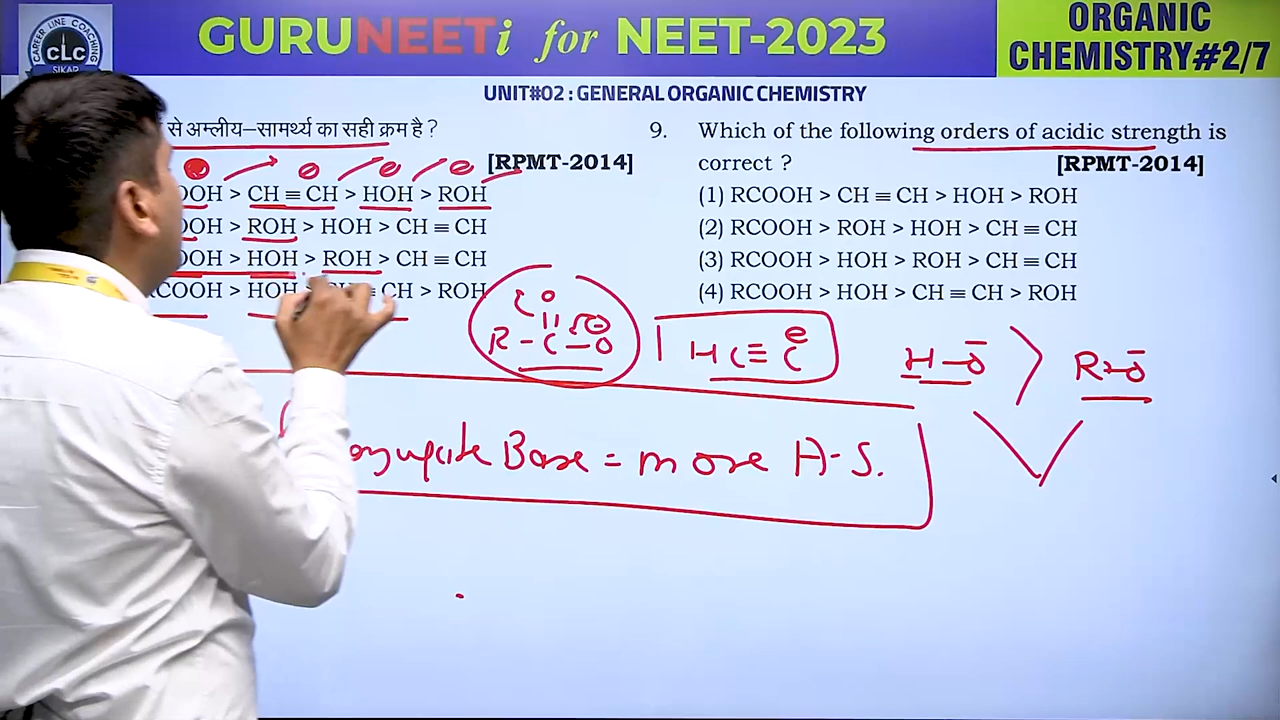 CAREER LINE COACHING
CLC
SIKAR
GURUNEETi for NEET-2023
ORGANIC
CHEMISTRY#2/7
UNIT#02 : GENERAL ORGANIC CHEMISTRY
से अम्लीय–सामर्थ्य का सही क्रम है ?
[RPMT-2014]
OOH > CH ≡ CH > HOH > ROH
OOH > ROH > HOH > CH ≡ CH
OOH > HOH > ROH > CH ≡ CH
RCOOH > HOH > CH > ROH
9. Which of the following orders of acidic strength is
correct ? [RPMT-2014]
(1) RCOOH > CH ≡ CH > HOH > ROH
(2) RCOOH > ROH > HOH > CH ≡ CH
(3) RCOOH > HOH > ROH > CH ≡ CH
(4) RCOOH > HOH > CH ≡ CH > ROH
O
R – C – O
HC ≡ C
H–O > R–O
onjugate Base = more A-S.